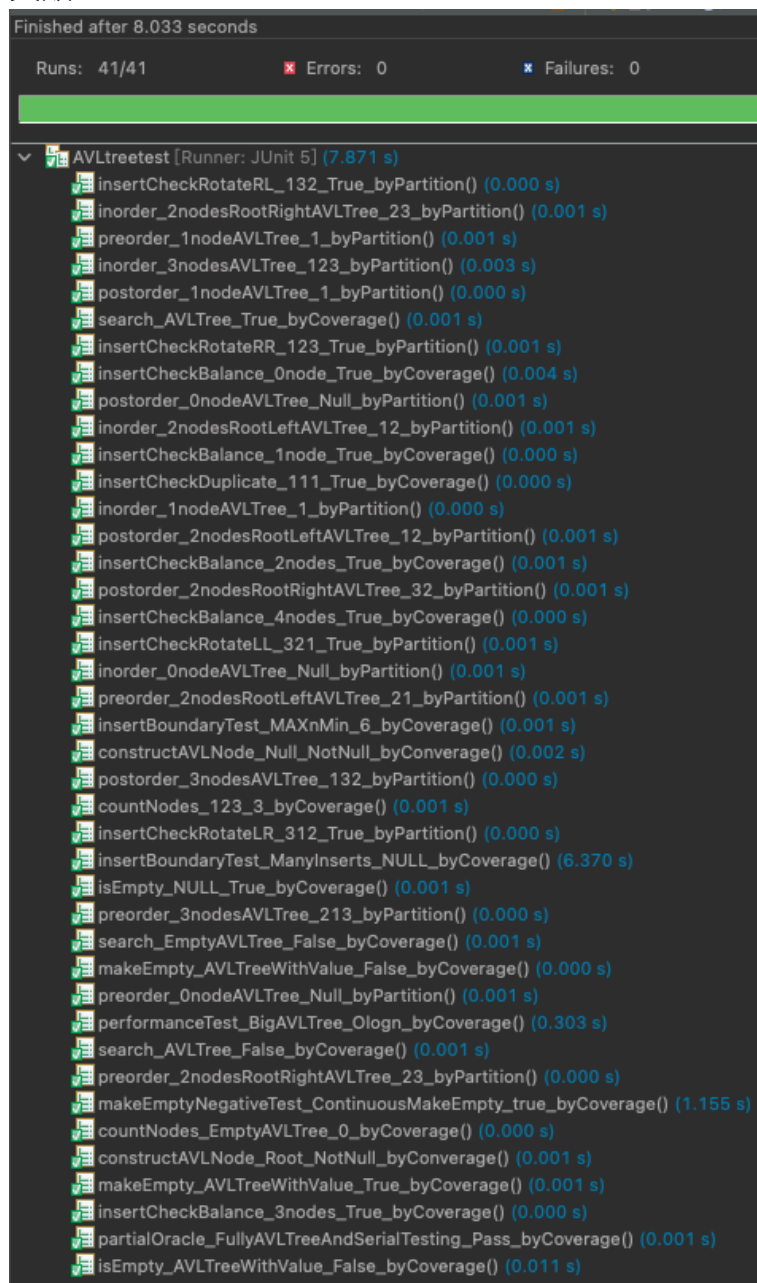 Finished after 8.033 seconds
Runs: 41/41 Errors: 0 Failures: 0
AVLtreetest [Runner: JUnit 5] (7.871 s)
insertCheckRotateRL_132_True_byPartition() (0.000 s)
inorder_2nodesRootRightAVLTree_23_byPartition() (0.001 s)
preorder_1nodeAVLTree_1_byPartition() (0.001 s)
inorder_3nodesAVLTree_123_byPartition() (0.003 s)
postorder_1nodeAVLTree_1_byPartition() (0.000 s)
search_AVLTree_True_byCoverage() (0.001 s)
insertCheckRotateRR_123_True_byPartition() (0.001 s)
insertCheckBalance_0node_True_byCoverage() (0.004 s)
postorder_0nodeAVLTree_Null_byPartition() (0.001 s)
inorder_2nodesRootLeftAVLTree_12_byPartition() (0.001 s)
insertCheckBalance_1node_True_byCoverage() (0.000 s)
insertCheckDuplicate_111_True_byCoverage() (0.000 s)
inorder_1nodeAVLTree_1_byPartition() (0.000 s)
postorder_2nodesRootLeftAVLTree_12_byPartition() (0.001 s)
insertCheckBalance_2nodes_True_byCoverage() (0.001 s)
postorder_2nodesRootRightAVLTree_32_byPartition() (0.001 s)
insertCheckBalance_4nodes_True_byCoverage() (0.000 s)
insertCheckRotateLL_321_True_byPartition() (0.001 s)
inorder_0nodeAVLTree_Null_byPartition() (0.000 s)
preorder_2nodesRootLeftAVLTree_21_byPartition() (0.001 s)
insertBoundaryTest_MAXnMin_6_byCoverage() (0.001 s)
constructAVLNode_Null_NotNull_byConverage() (0.002 s)
postorder_3nodesAVLTree_132_byPartition() (0.000 s)
countNodes_123_3_byCoverage() (0.001 s)
insertCheckRotateLR_312_True_byPartition() (0.000 s)
insertBoundaryTest_ManyInserts_NULL_byCoverage() (6.370 s)
isEmpty_NULL_True_byCoverage() (0.001 s)
preorder_3nodesAVLTree_213_byPartition() (0.000 s)
search_EmptyAVLTree_False_byCoverage() (0.001 s)
makeEmpty_AVLTreeWithValue_False_byCoverage() (0.000 s)
preorder_0nodeAVLTree_Null_byPartition() (0.001 s)
performanceTest_BigAVLTree_Ologn_byCoverage() (0.303 s)
search_AVLTree_False_byCoverage() (0.001 s)
preorder_2nodesRootRightAVLTree_23_byPartition() (0.000 s)
makeEmptyNegativeTest_ContinuousMakeEmpty_true_byCoverage() (1.155 s)
countNodes_EmptyAVLTree_0_byCoverage() (0.000 s)
constructAVLNode_Root_NotNull_byConverage() (0.001 s)
makeEmpty_AVLTreeWithValue_True_byCoverage() (0.001 s)
insertCheckBalance_3nodes_True_byCoverage() (0.000 s)
partialOracle_FullyAVLTreeAndSerialTesting_Pass_byCoverage() (0.001 s)
isEmpty_AVLTreeWithValue_False_byCoverage() (0.011 s)